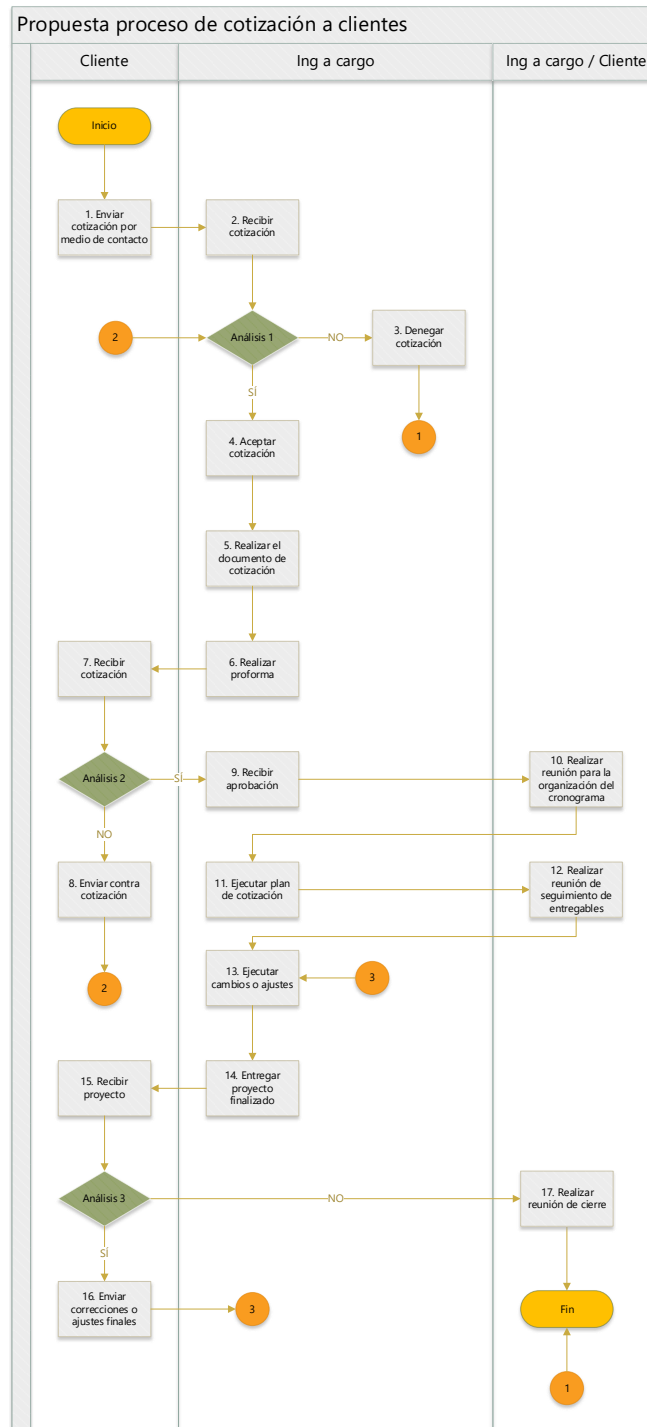 Propuesta proceso de cotización a clientes
Cliente
Ing a cargo
Ing a cargo / Cliente
Inicio
1. Enviar
cotización por
medio de contacto
2. Recibir
cotización
2
Análisis 1
NO
3. Denegar
cotización
SÍ
1
4. Aceptar
cotización
5. Realizar el
documento de
cotización
7. Recibir
cotización
6. Realizar
proforma
Análisis 2
SÍ
9. Recibir
aprobación
10. Realizar
reunión para la
organización del
cronograma
NO
8. Enviar contra
cotización
11. Ejecutar plan
de cotización
12. Realizar
reunión de
seguimiento de
entregables
2
13. Ejecutar
cambios o ajustes
3
15. Recibir
proyecto
14. Entregar
proyecto
finalizado
Análisis 3
NO
17. Realizar
reunión de cierre
SÍ
16. Enviar
correcciones o
ajustes finales
3
Fin
1